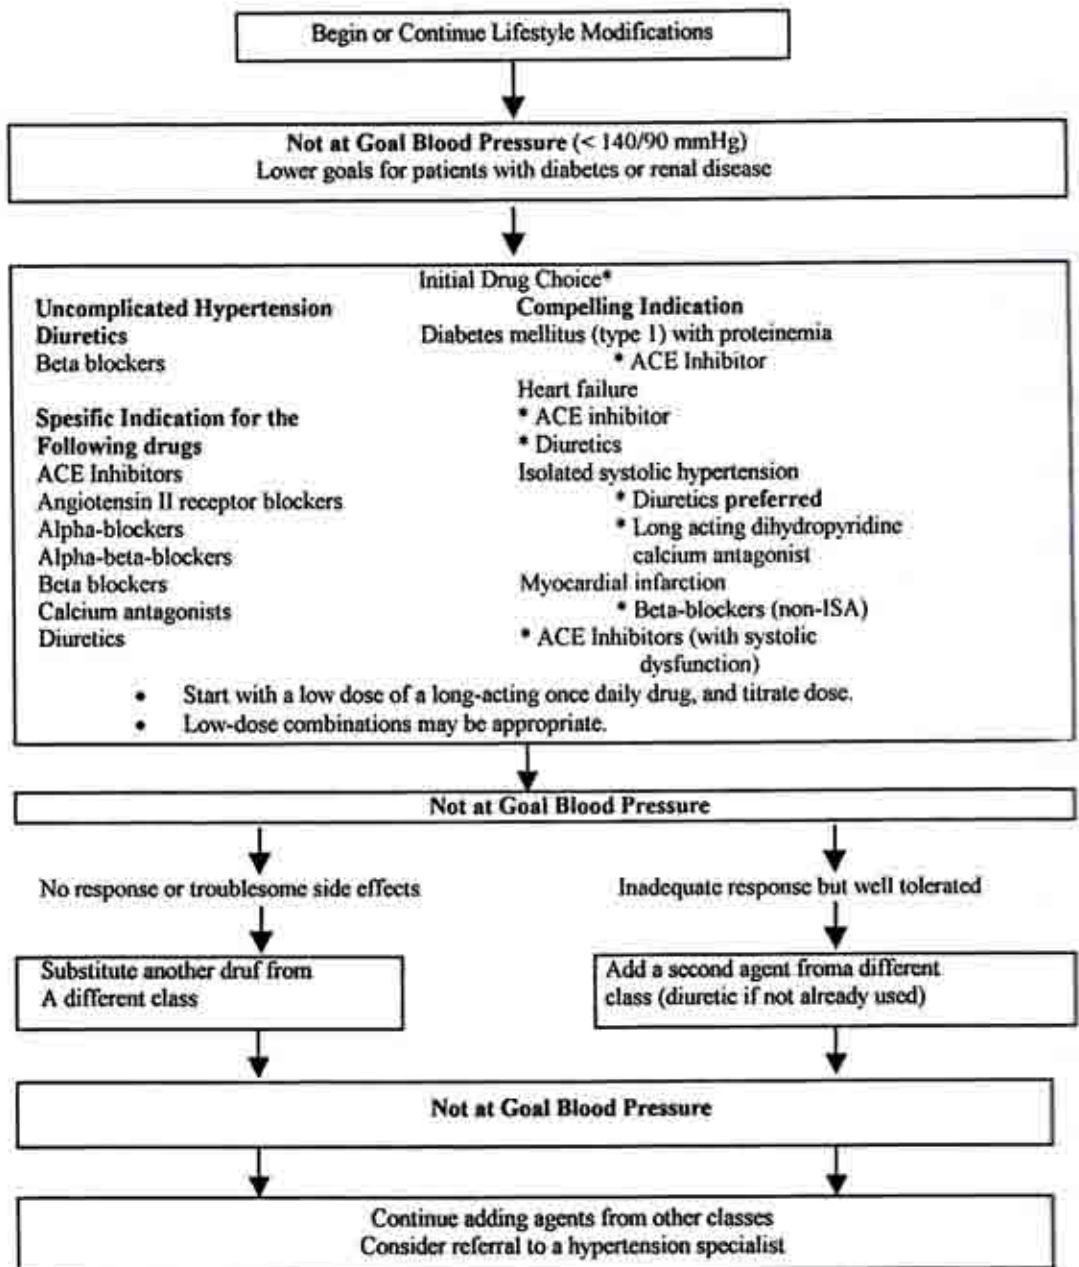 Begin or Continue Lifestyle Modifications
Not at Goal Blood Pressure (< 140/90 mmHg)
Lower goals for patients with diabetes or renal disease
Initial Drug Choice*
Uncomplicated Hypertension
Diuretics
Beta blockers
Spesific Indication for the
Following drugs
ACE Inhibitors
Angiotensin II receptor blockers
Alpha-blockers
Alpha-beta-blockers
Beta blockers
Calcium antagonists
Diuretics
Compelling Indication
Diabetes mellitus (type 1) with proteinemia
* ACE Inhibitor
Heart failure
* ACE inhibitor
* Diuretics
Isolated systolic hypertension
* Diuretics preferred
* Long acting dihydropyridine
calcium antagonist
Myocardial infarction
* Beta-blockers (non-ISA)
* ACE Inhibitors (with systolic
dysfunction)
• Start with a low dose of a long-acting once daily drug, and titrate dose.
• Low-dose combinations may be appropriate.
Not at Goal Blood Pressure
No response or troublesome side effects
Inadequate response but well tolerated
Substitute another druf from
A different class
Add a second agent froma different
class (diuretic if not already used)
Not at Goal Blood Pressure
Continue adding agents from other classes
Consider referral to a hypertension specialist